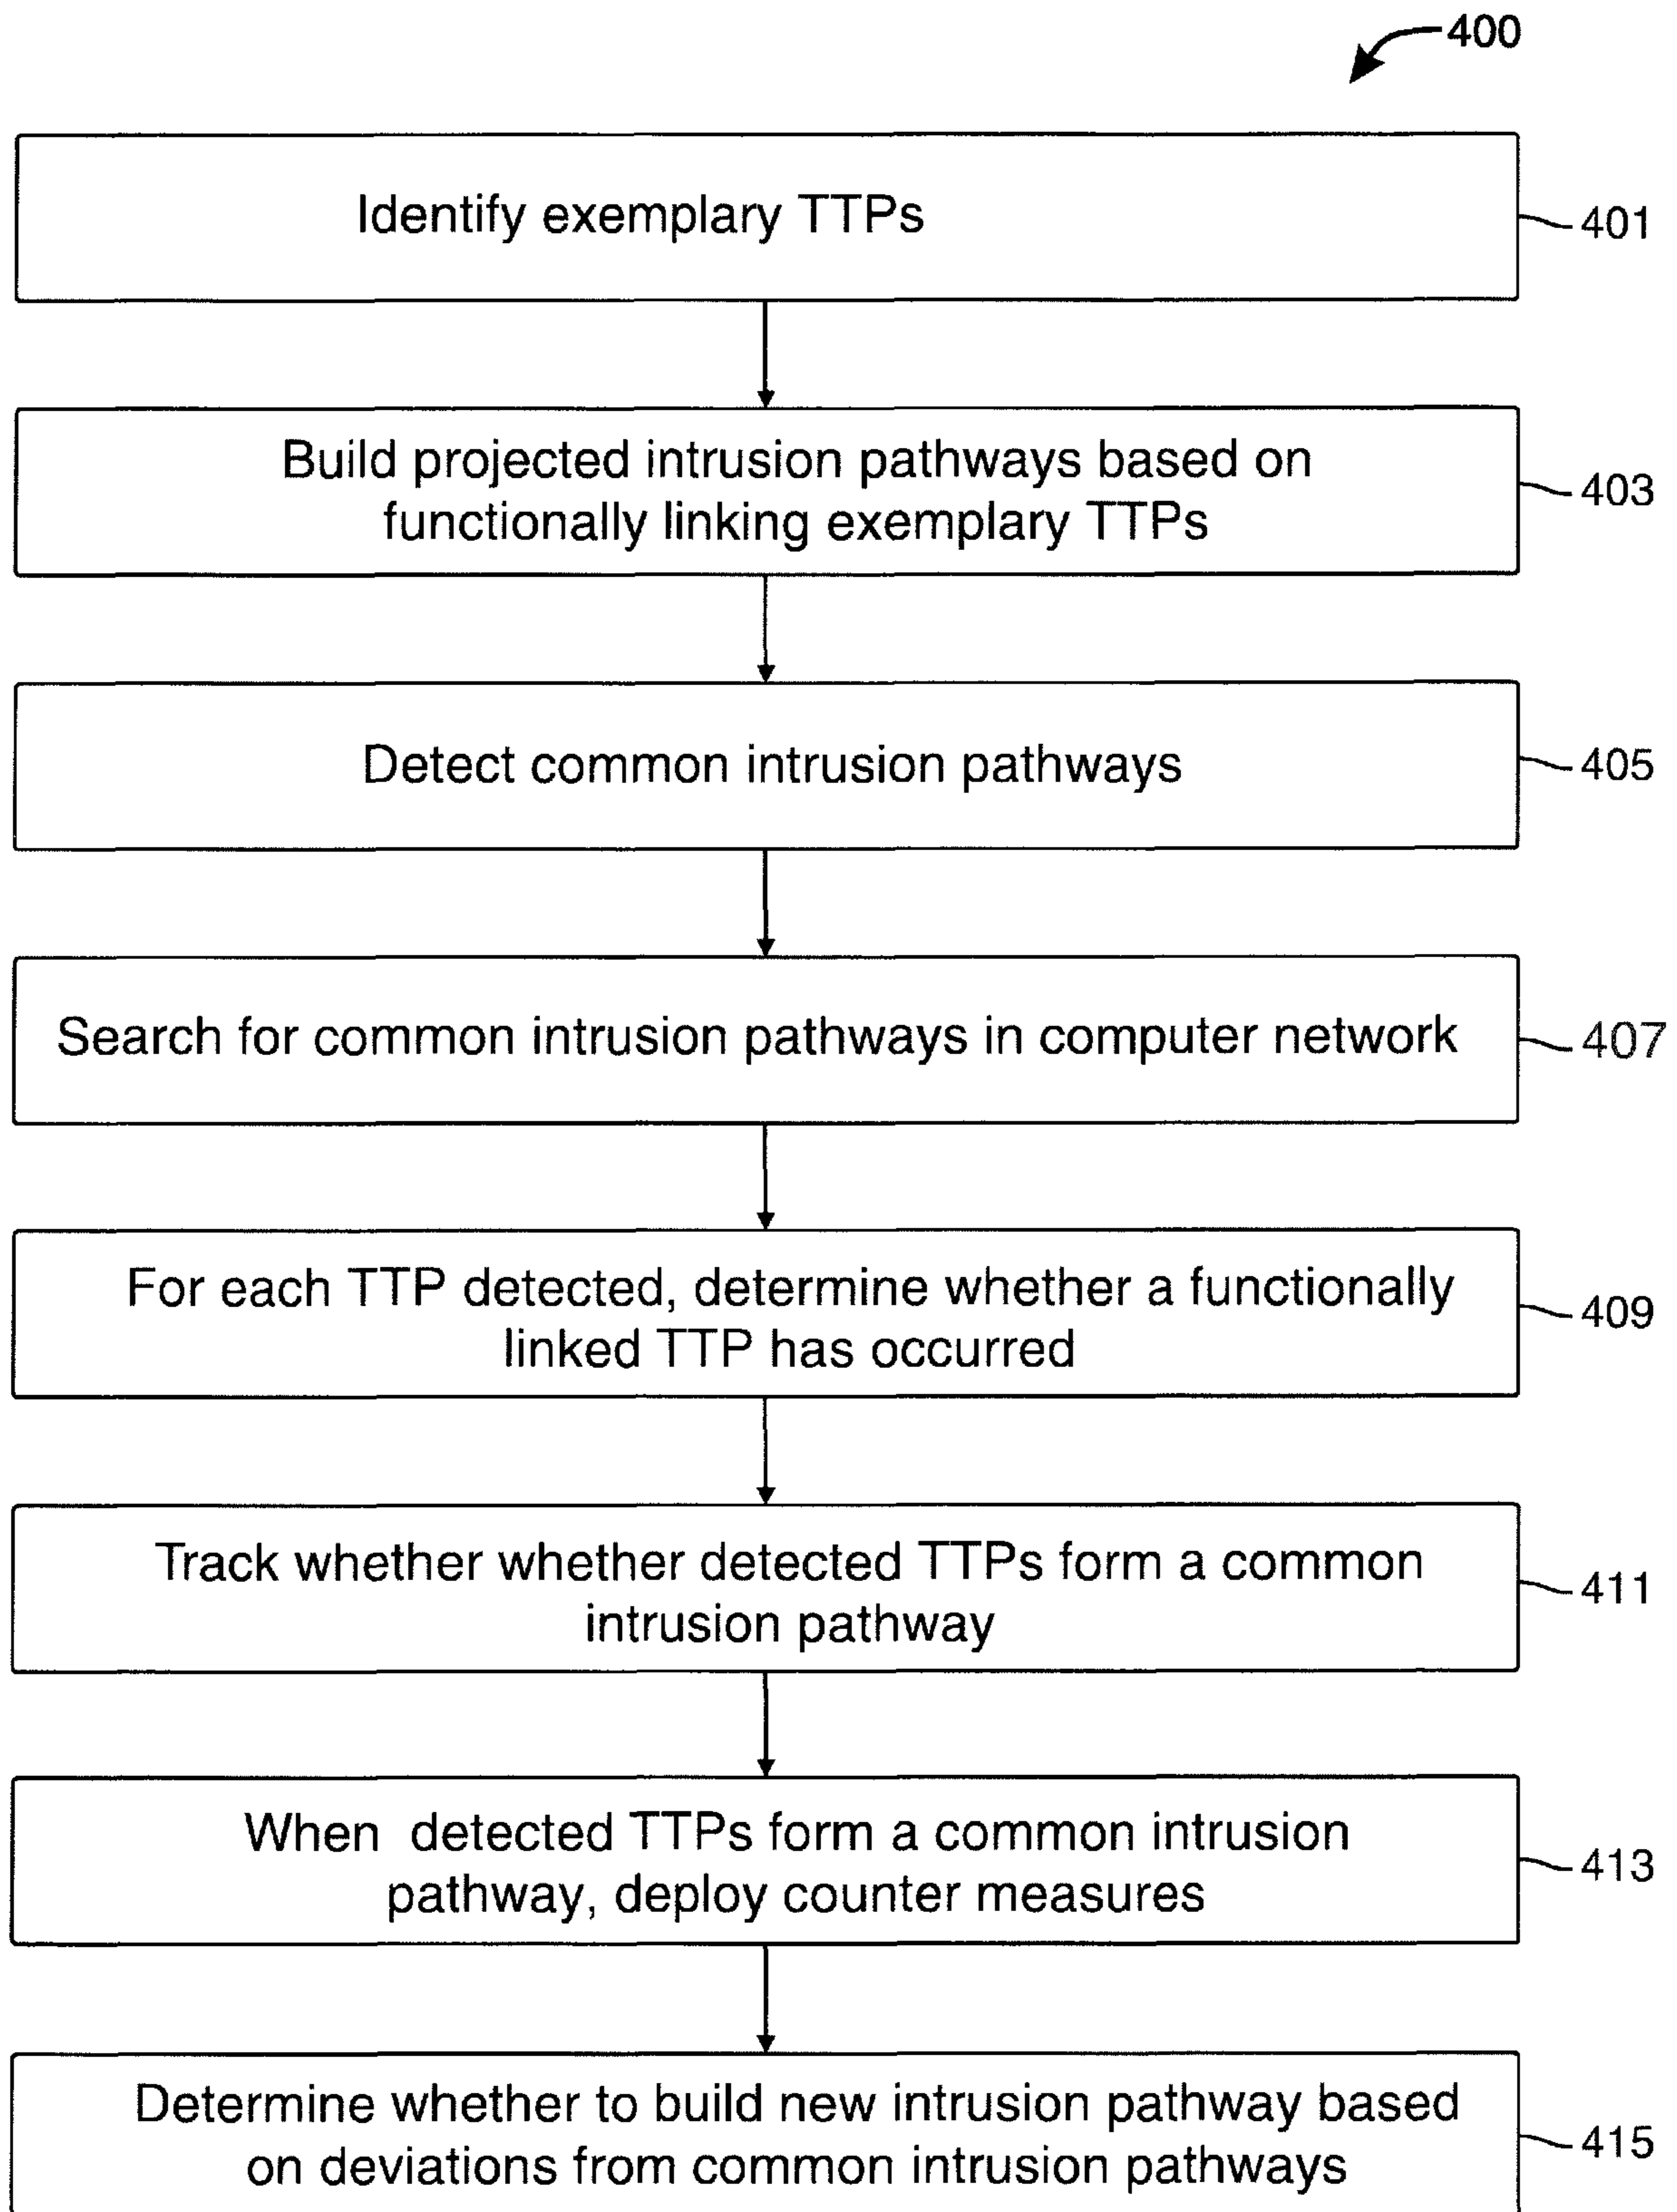 400
Identify exemplary TTPs
401
Build projected intrusion pathways based on
functionally linking exemplary TTPs
403
Detect common intrusion pathways
405
Search for common intrusion pathways in computer network
407
For each TTP detected, determine whether a functionally
linked TTP has occurred
409
Track whether whether detected TTPs form a common
intrusion pathway
411
When detected TTPs form a common intrusion
pathway, deploy counter measures
413
Determine whether to build new intrusion pathway based
on deviations from common intrusion pathways
415